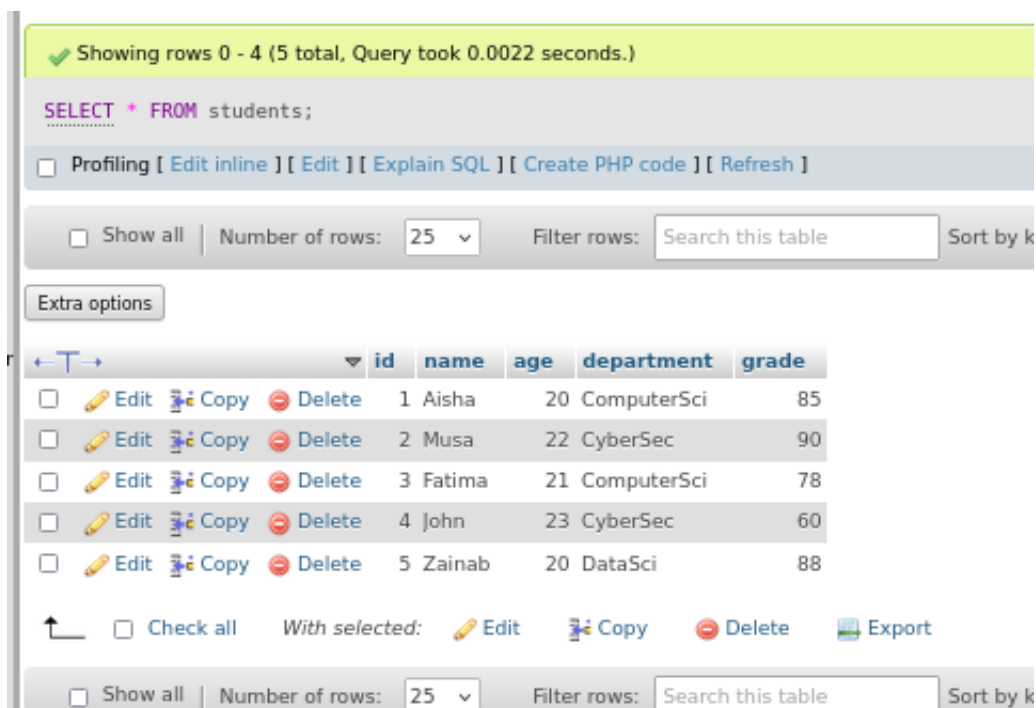 Showing rows 0 - 4 (5 total, Query took 0.0022 seconds.)
SELECT * FROM students;
Profiling [ Edit inline ] [ Edit ] [ Explain SQL ] [ Create PHP code ] [ Refresh ]
Show all | Number of rows: 25 Filter rows: Search this table Sort by k
Extra options
r
←T→ id name age department grade
Edit Copy Delete 1 Aisha 20 ComputerSci 85
Edit Copy Delete 2 Musa 22 CyberSec 90
Edit Copy Delete 3 Fatima 21 ComputerSci 78
Edit Copy Delete 4 John 23 CyberSec 60
Edit Copy Delete 5 Zainab 20 DataSci 88
Check all With selected: Edit Copy Delete Export
Show all | Number of rows: 25 Filter rows: Search this table Sort by k